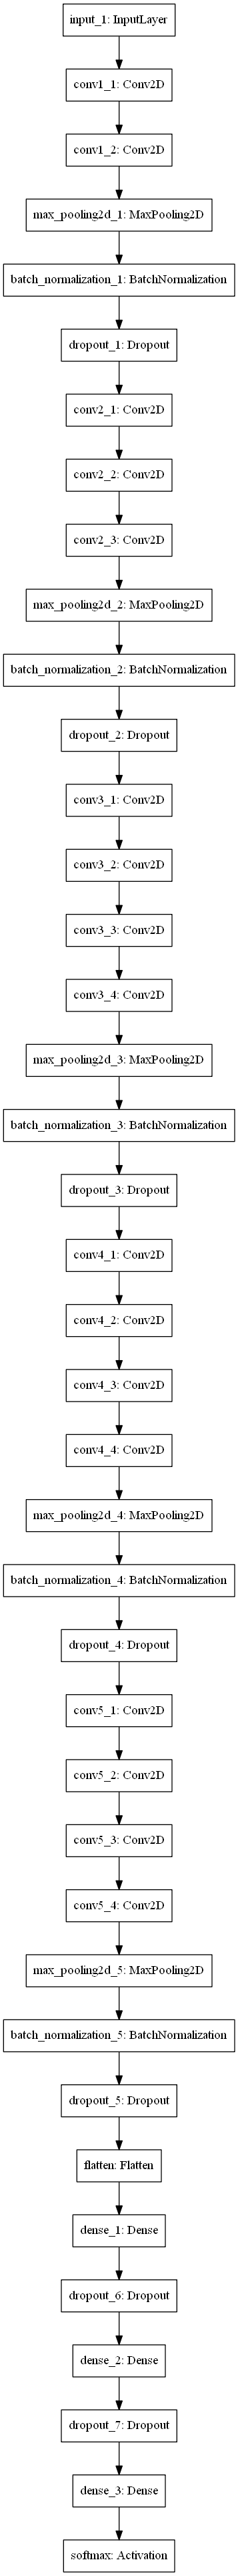 input_1: InputLayer
conv1_1: Conv2D
conv1_2: Conv2D
max_pooling2d_1: MaxPooling2D
batch_normalization_1: BatchNormalization
dropout_1: Dropout
conv2_1: Conv2D
conv2_2: Conv2D
conv2_3: Conv2D
max_pooling2d_2: MaxPooling2D
batch_normalization_2: BatchNormalization
dropout_2: Dropout
conv3_1: Conv2D
conv3_2: Conv2D
conv3_3: Conv2D
conv3_4: Conv2D
max_pooling2d_3: MaxPooling2D
batch_normalization_3: BatchNormalization
dropout_3: Dropout
conv4_1: Conv2D
conv4_2: Conv2D
conv4_3: Conv2D
conv4_4: Conv2D
max_pooling2d_4: MaxPooling2D
batch_normalization_4: BatchNormalization
dropout_4: Dropout
conv5_1: Conv2D
conv5_2: Conv2D
conv5_3: Conv2D
conv5_4: Conv2D
max_pooling2d_5: MaxPooling2D
batch_normalization_5: BatchNormalization
dropout_5: Dropout
flatten: Flatten
dense_1: Dense
dropout_6: Dropout
dense_2: Dense
dropout_7: Dropout
dense_3: Dense
softmax: Activation